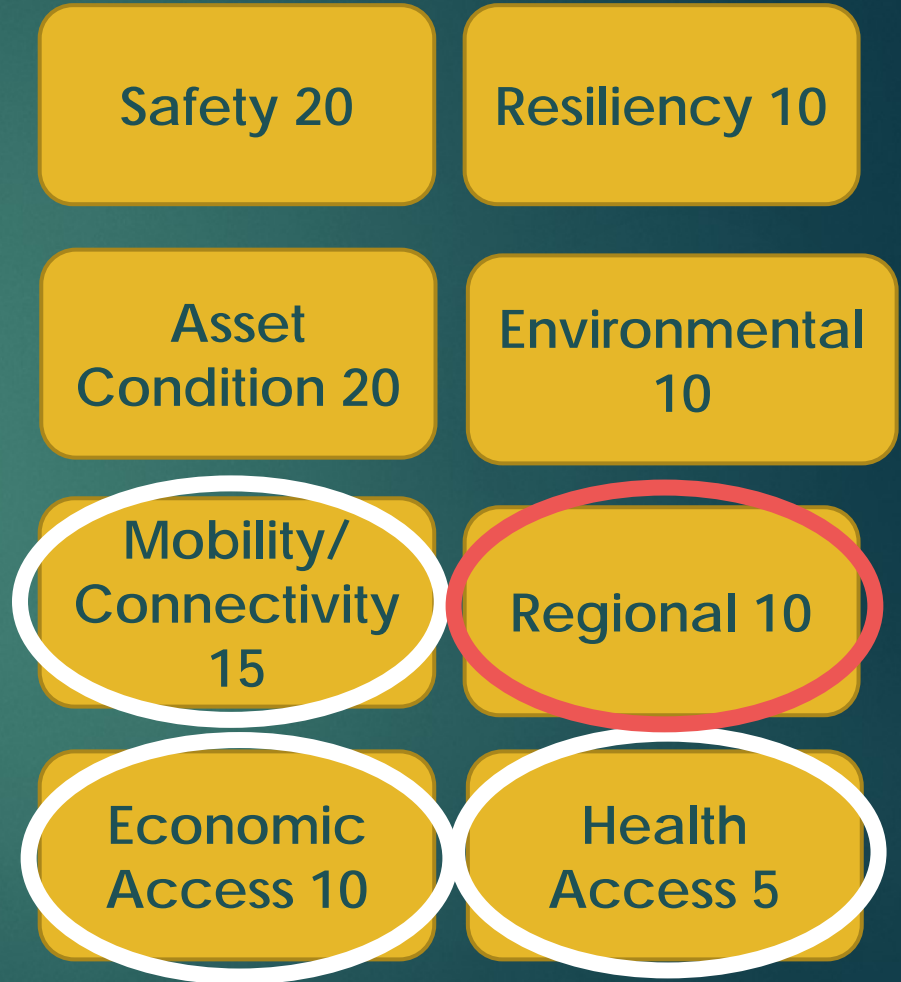 Safety 20
Resiliency 10
Asset
Condition 20
Environmental
10
Mobility/
Connectivity
15
Regional 10
Economic
Access 10
Health
Access 5